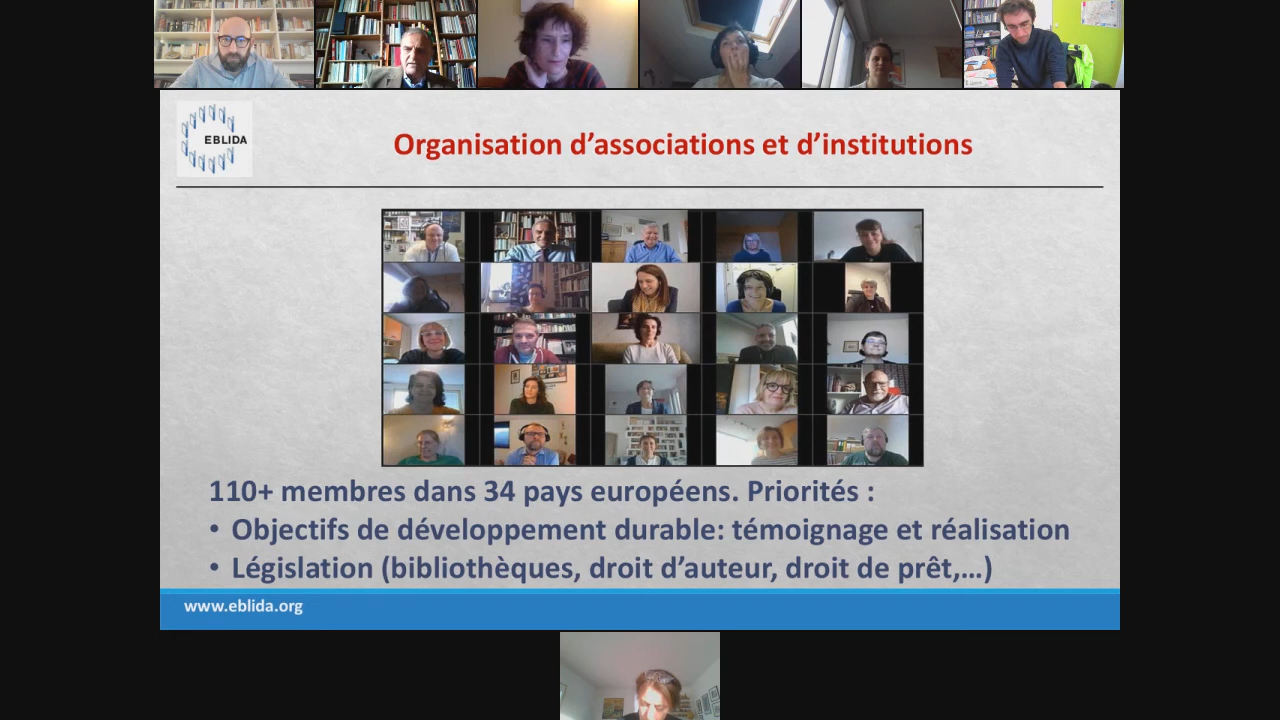 EBLIDA
Organisation d’associations et d’institutions
110+ membres dans 34 pays européens. Priorités :
• Objectifs de développement durable: témoignage et réalisation
• Législation (bibliothèques, droit d’auteur, droit de prêt,…)
www.eblida.org